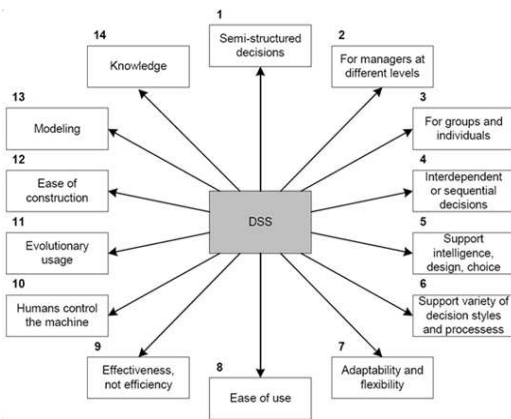 1
Semi-structured
decisions
2
For managers at
different levels
3
For groups and
individuals
4
Interdependent
or sequential
decisions
5
Support
intelligence,
design, choice
6
Support variety of
decision styles
and processess
7
Adaptability and
flexibility
8
Ease of use
9
Effectiveness,
not efficiency
10
Humans control
the machine
11
Evolutionary
usage
12
Ease of
construction
13
Modeling
14
Knowledge
DSS